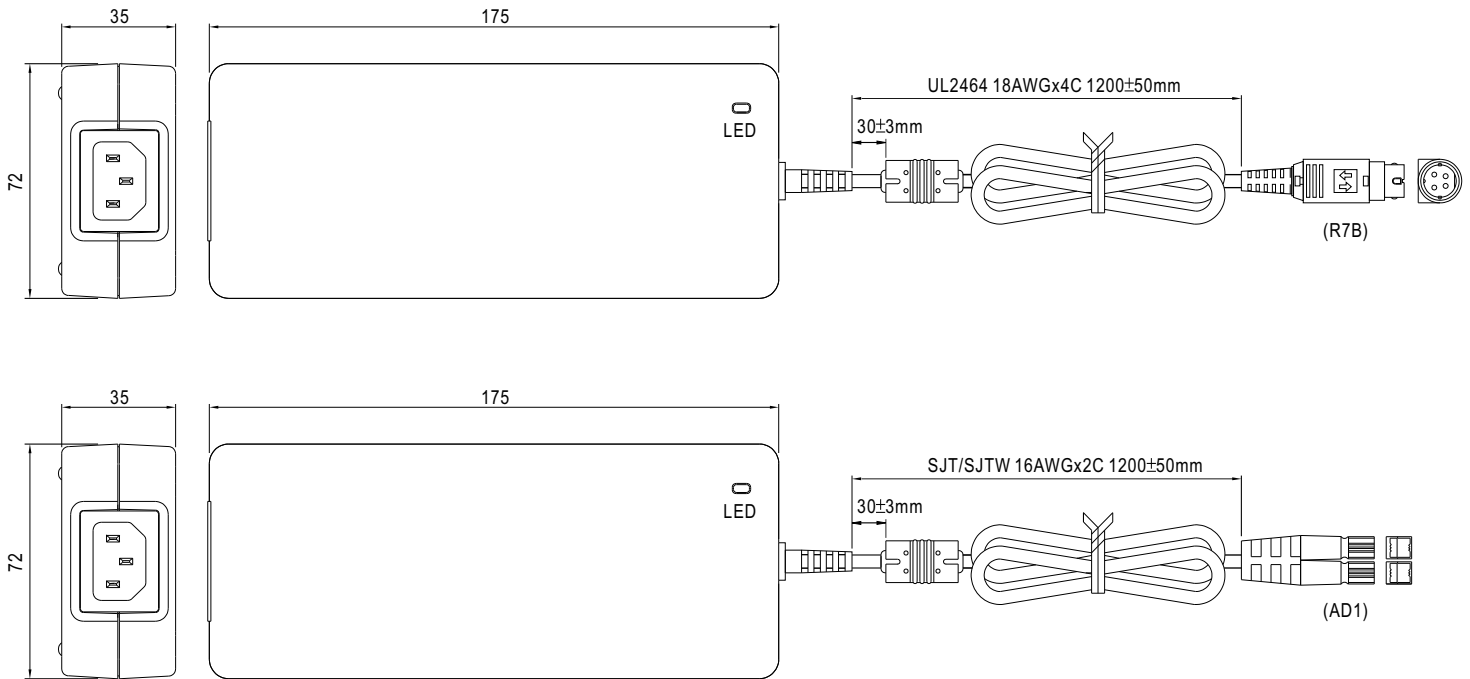 35
175
72
LED
UL2464 18AWGx4C 1200±50mm
30±3mm
(R7B)
35
175
72
LED
SJT/SJTW 16AWGx2C 1200±50mm
30±3mm
(AD1)